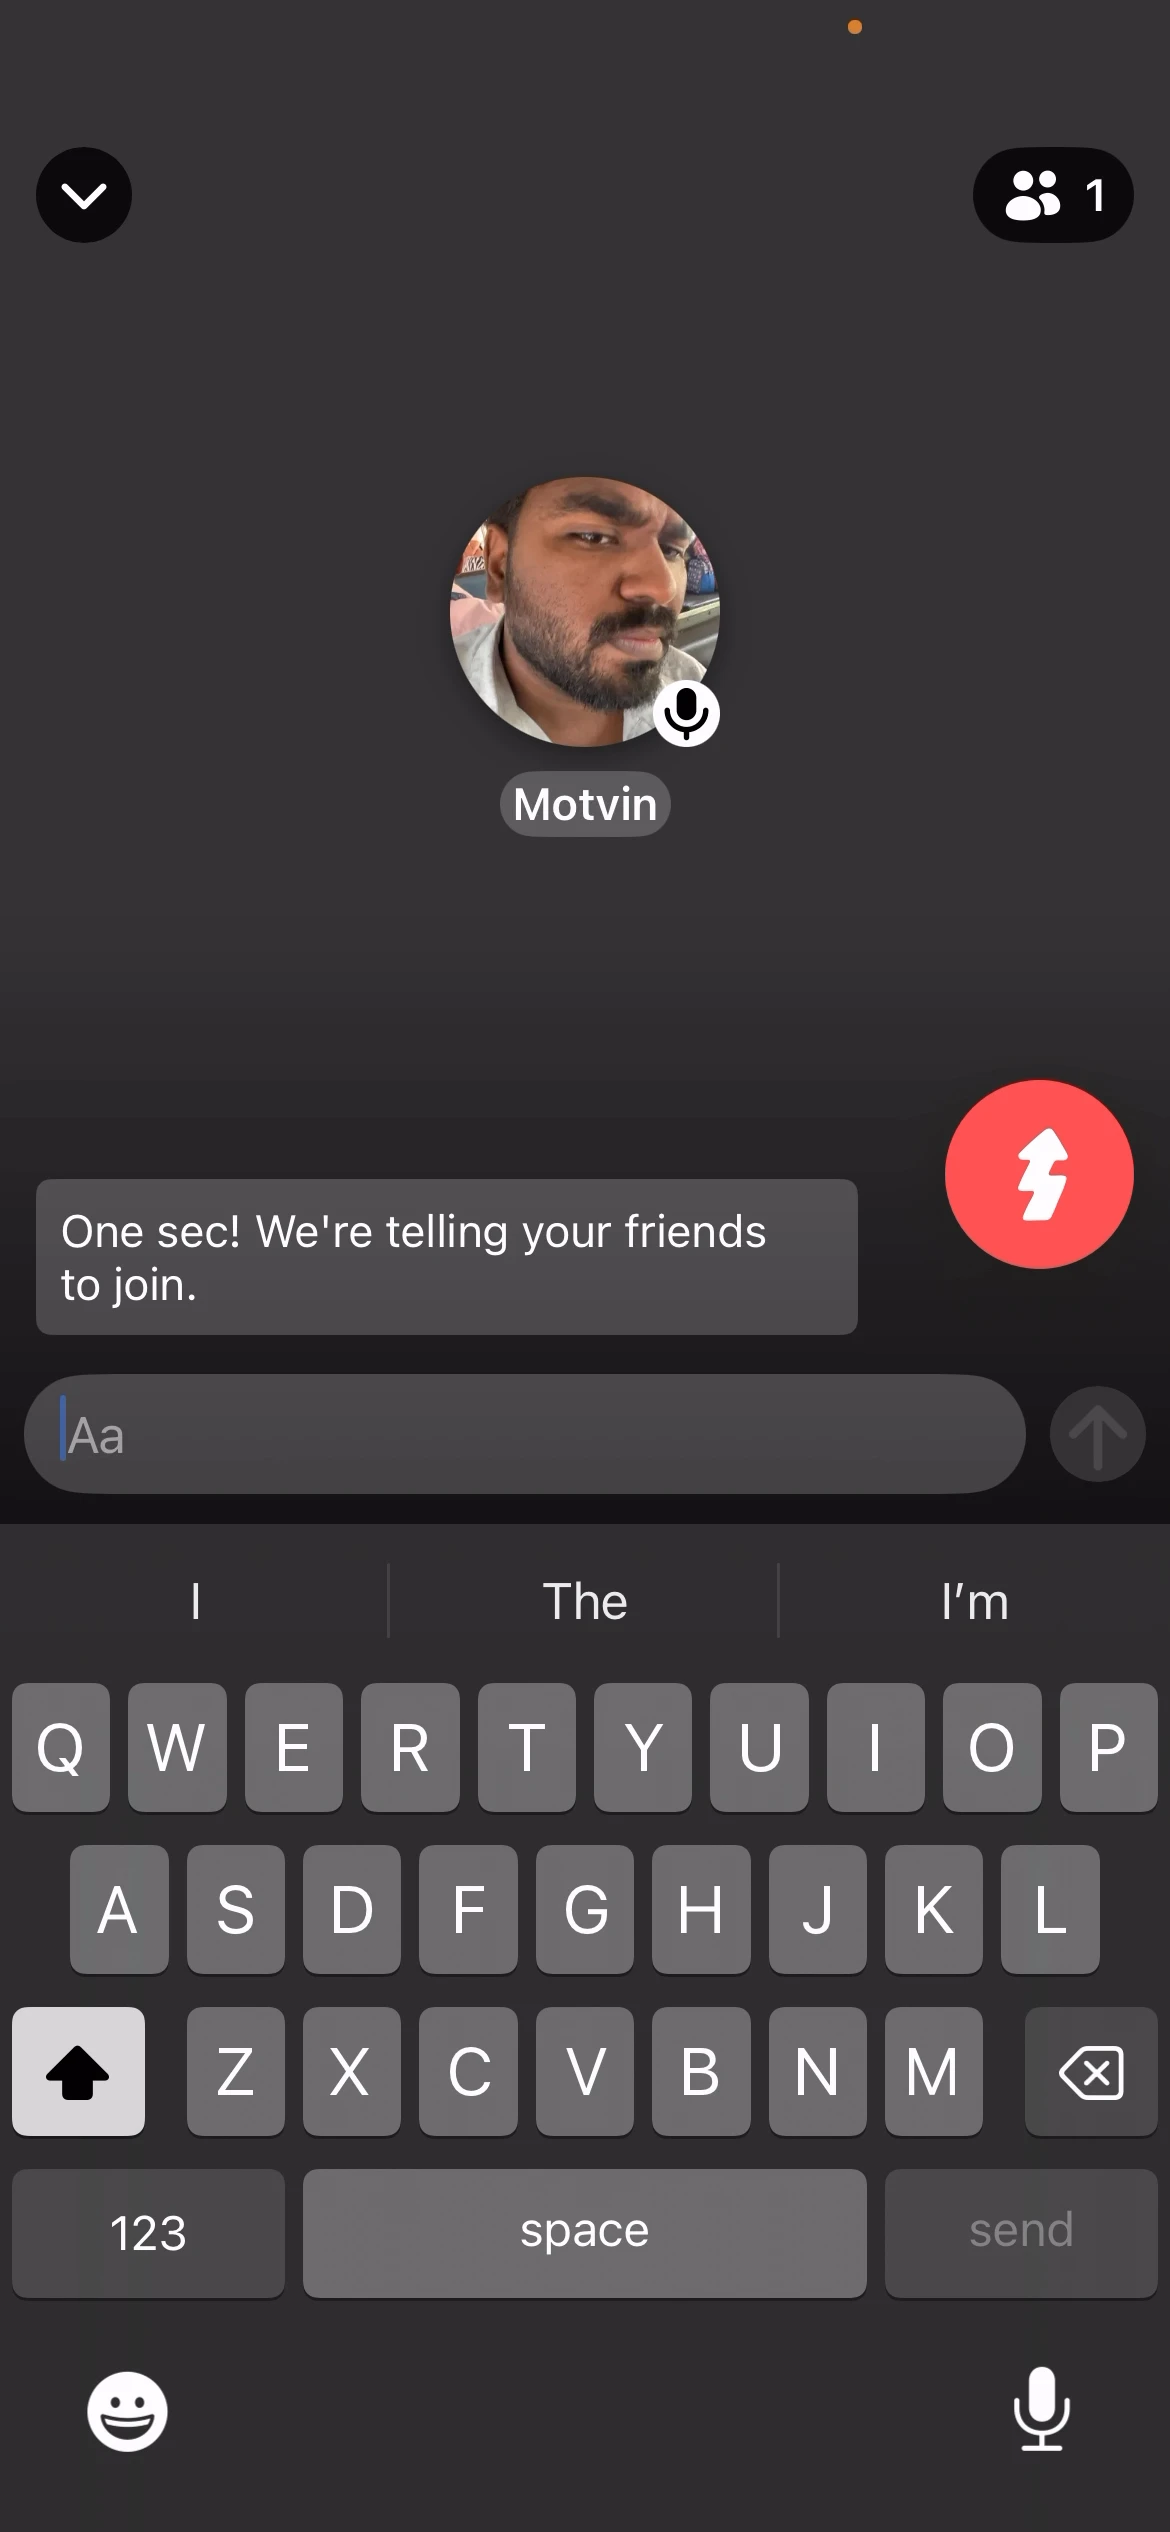 1
Motvin
One sec! We're telling your friends
to join.
Aa
I The I’m
Q W E R T Y U I O P
A S D F G H J K L
Z X C V B N M
123 space send